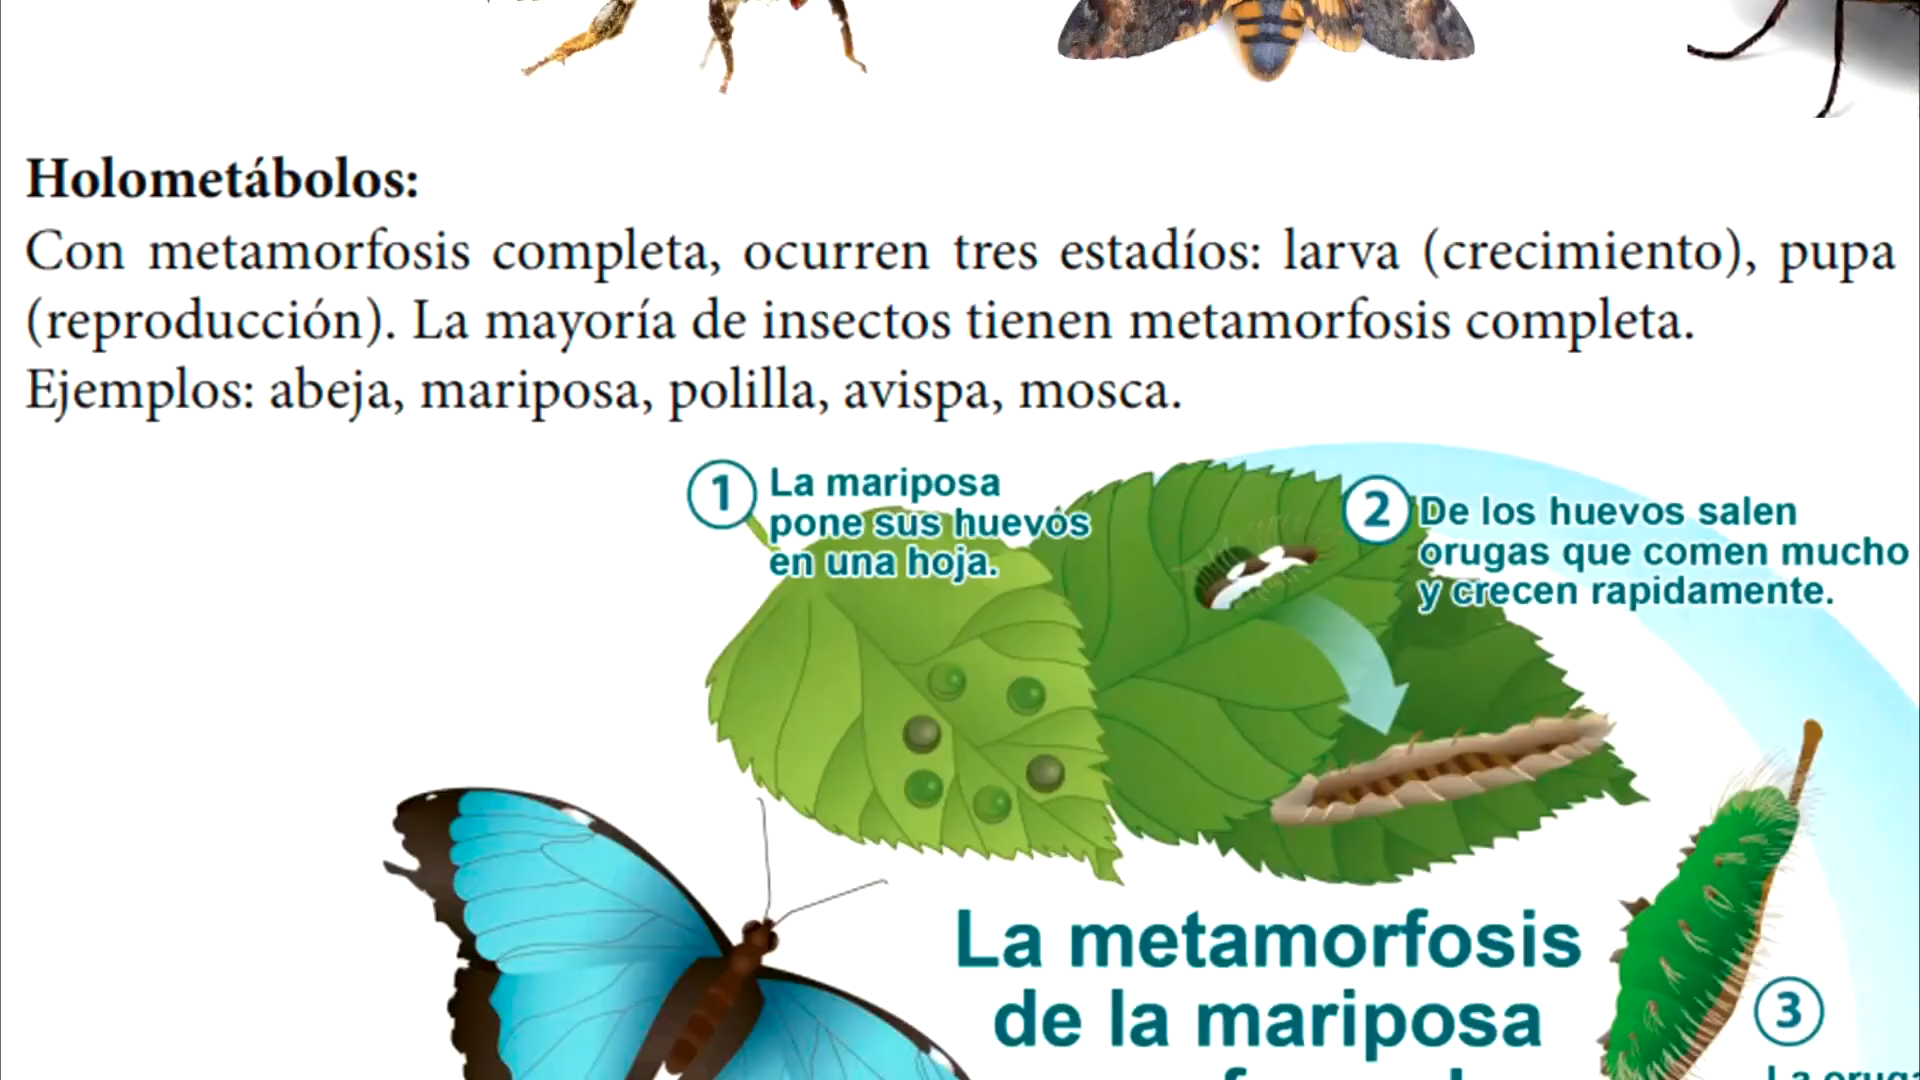 Holometábolos:
Con metamorfosis completa, ocurren tres estadíos: larva (crecimiento), pupa
(reproducción). La mayoría de insectos tienen metamorfosis completa.
Ejemplos: abeja, mariposa, polilla, avispa, mosca.
1
La mariposa
pone sus huevos
en una hoja.
2
De los huevos salen
orugas que comen mucho
y crecen rapidamente.
La metamorfosis
de la mariposa
3